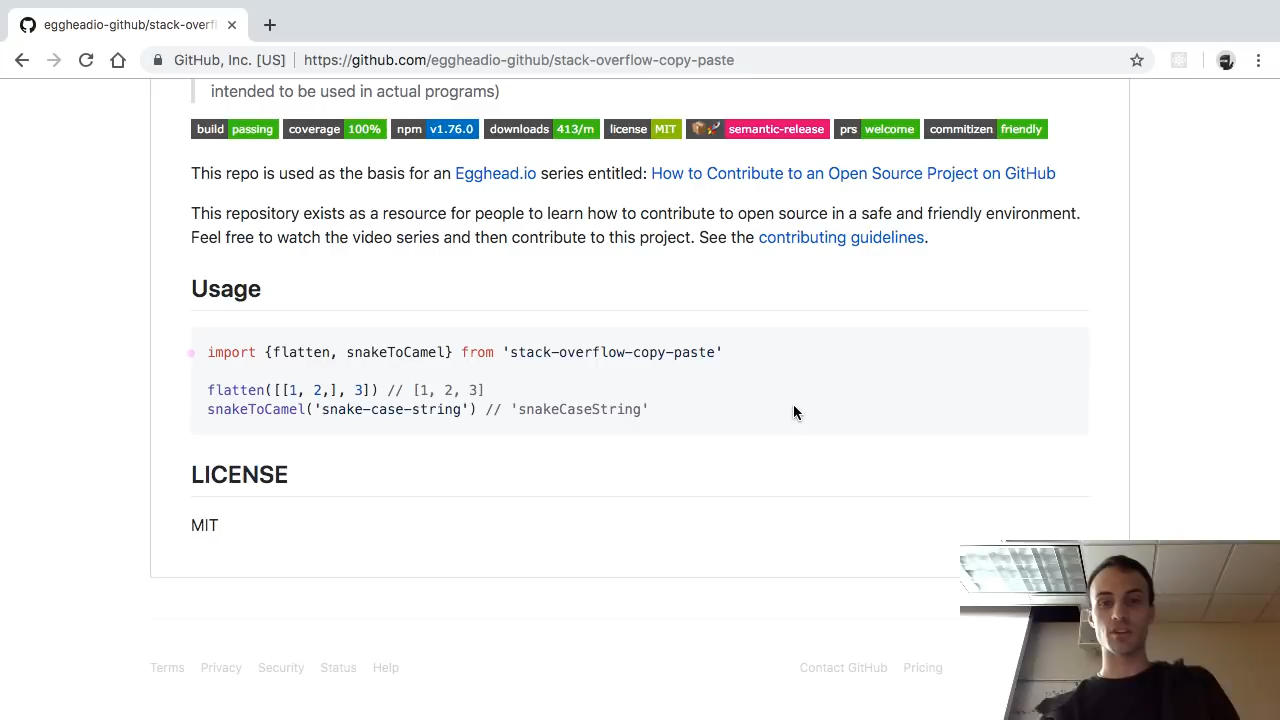 eggheadio-github/stack-overfl
GitHub, Inc. [US] | https://github.com/eggheadio-github/stack-overflow-copy-paste
intended to be used in actual programs)
build passing coverage 100% npm v1.76.0 downloads 413/m license MIT semantic-release prs welcome commitizen friendly
This repo is used as the basis for an Egghead.io series entitled: How to Contribute to an Open Source Project on GitHub
This repository exists as a resource for people to learn how to contribute to open source in a safe and friendly environment.
Feel free to watch the video series and then contribute to this project. See the contributing guidelines.
Usage
import {flatten, snakeToCamel} from 'stack-overflow-copy-paste'
flatten([[1, 2,], 3]) // [1, 2, 3]
snakeToCamel('snake-case-string') // 'snakeCaseString'
LICENSE
MIT
Terms Privacy Security Status Help Contact GitHub Pricing